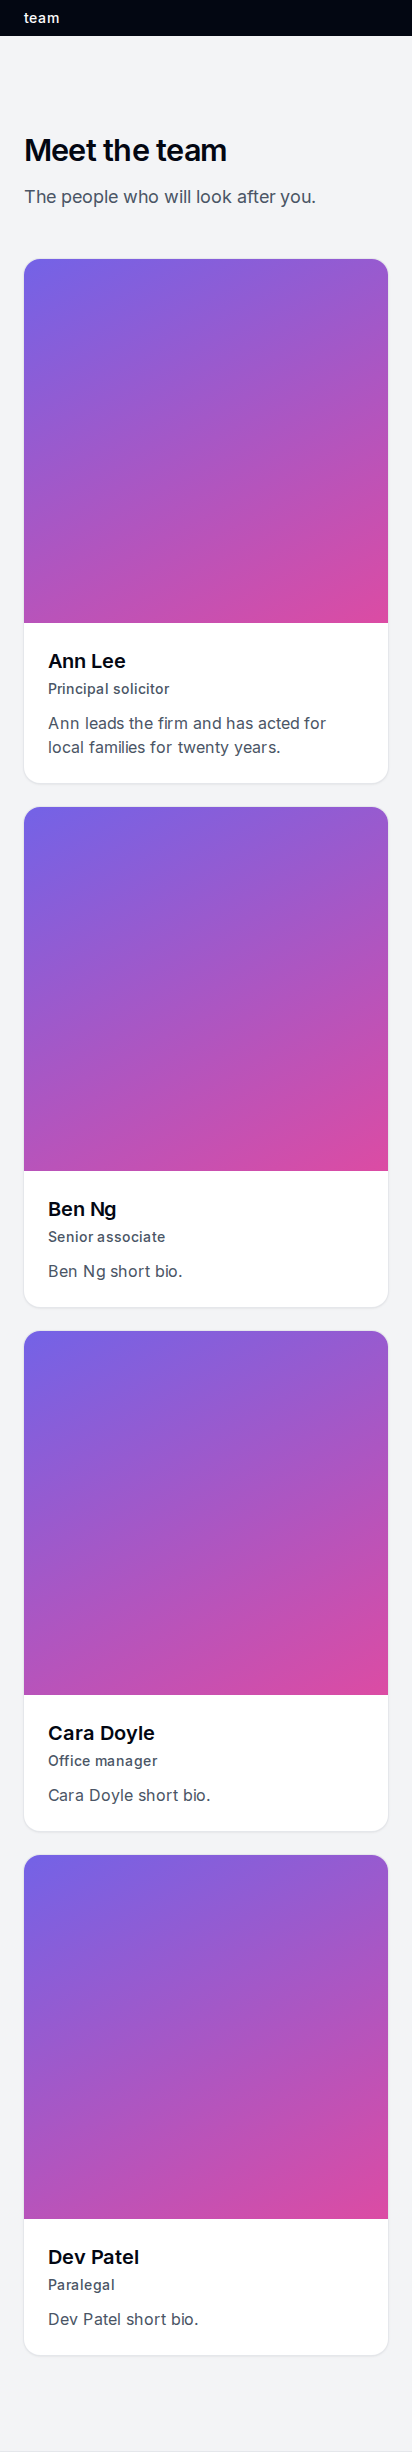 team
Meet the team
The people who will look after you.
Ann Lee
Principal solicitor
Ann leads the firm and has acted for
local families for twenty years.
Ben Ng
Senior associate
Ben Ng short bio.
Cara Doyle
Office manager
Cara Doyle short bio.
Dev Patel
Paralegal
Dev Patel short bio.